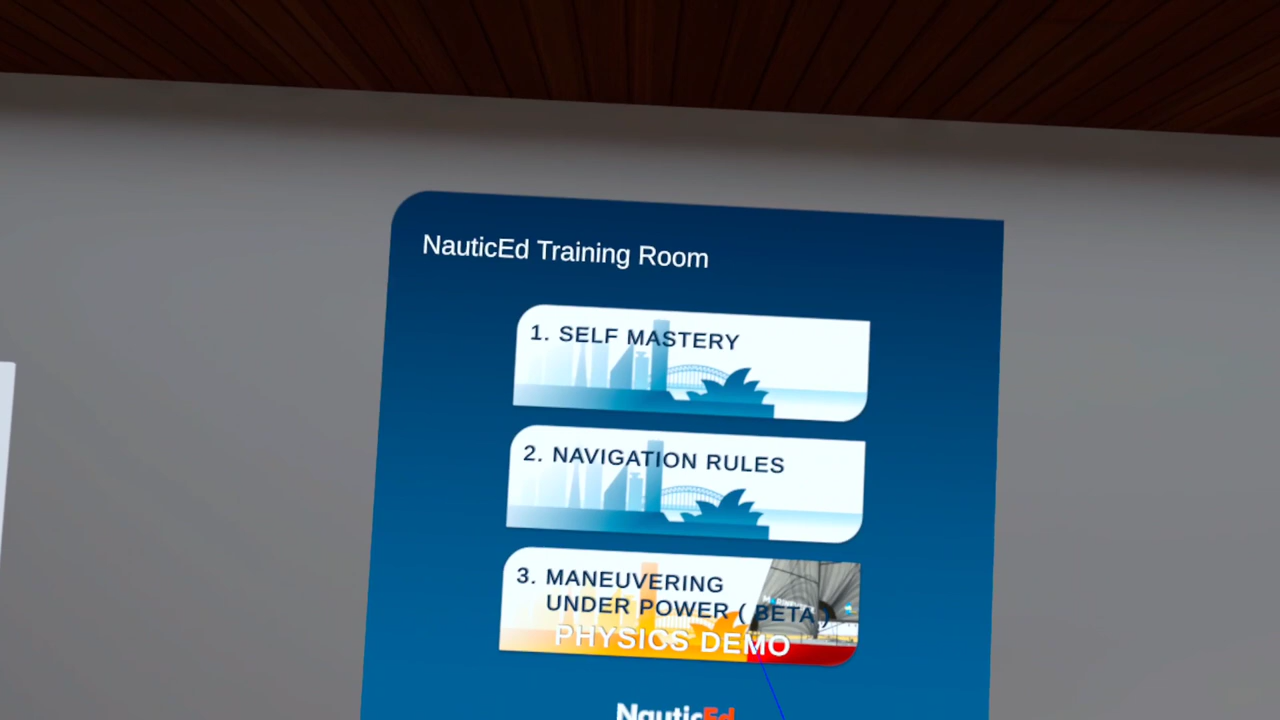 NauticEd Training Room
1. SELF MASTERY
2. NAVIGATION RULES
3. MANEUVERING
UNDER POWER ( BETA )
PHYSICS DEMO
NauticEd